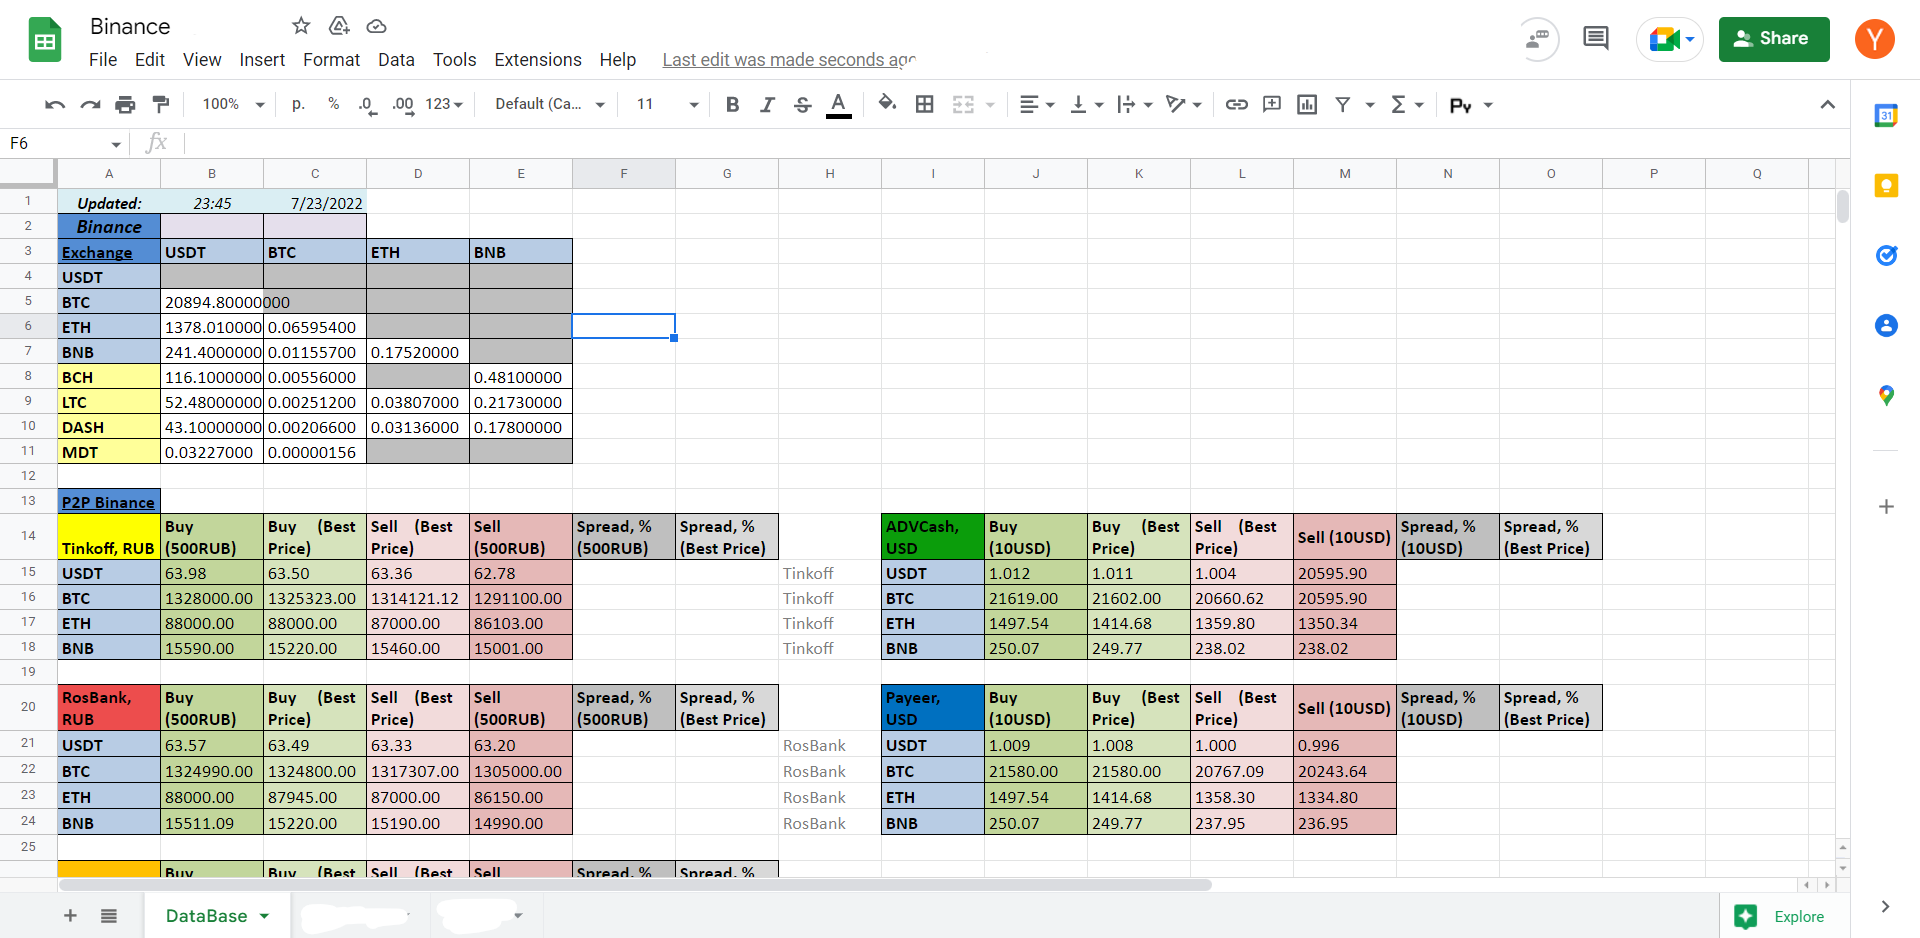 Binance
File Edit View Insert Format Data Tools Extensions Help Last edit was made seconds ago
Share
Y
100% p. % .0 .00 123 Default (Ca... 11 B I S A
31
F6 fx
A B C D E F G H I J K L M N O P Q
1 Updated: 23:45 7/23/2022
2 Binance
3 Exchange USDT BTC ETH BNB
4 USDT
5 BTC 20894.80000000
6 ETH 1378.010000 0.06595400
7 BNB 241.4000000 0.01155700 0.17520000
8 BCH 116.1000000 0.00556000 0.48100000
9 LTC 52.48000000 0.00251200 0.03807000 0.21730000
10 DASH 43.10000000 0.00206600 0.03136000 0.17800000
11 MDT 0.03227000 0.00000156
12
13 P2P Binance
14 Tinkoff, RUB Buy (500RUB) Buy (Best Price) Sell (Best Price) Sell (500RUB) Spread, % (500RUB) Spread, % (Best Price) ADVCash, USD Buy (10USD) Buy (Best Price) Sell (Best Price) Sell (10USD) Spread, % (10USD) Spread, % (Best Price)
15 USDT 63.98 63.50 63.36 62.78 Tinkoff USDT 1.012 1.011 1.004 20595.90
16 BTC 1328000.00 1325323.00 1314121.12 1291100.00 Tinkoff BTC 21619.00 21602.00 20660.62 20595.90
17 ETH 88000.00 88000.00 87000.00 86103.00 Tinkoff ETH 1497.54 1414.68 1359.80 1350.34
18 BNB 15590.00 15220.00 15460.00 15001.00 Tinkoff BNB 250.07 249.77 238.02 238.02
19
20 RosBank, RUB Buy (500RUB) Buy (Best Price) Sell (Best Price) Sell (500RUB) Spread, % (500RUB) Spread, % (Best Price) Payeer, USD Buy (10USD) Buy (Best Price) Sell (Best Price) Sell (10USD) Spread, % (10USD) Spread, % (Best Price)
21 USDT 63.57 63.49 63.33 63.20 RosBank USDT 1.009 1.008 1.000 0.996
22 BTC 1324990.00 1324800.00 1317307.00 1305000.00 RosBank BTC 21580.00 21580.00 20767.09 20243.64
23 ETH 88000.00 87945.00 87000.00 86150.00 RosBank ETH 1497.54 1414.68 1358.30 1334.80
24 BNB 15511.09 15220.00 15190.00 14990.00 RosBank BNB 250.07 249.77 237.95 236.95
25
Buy Buy (Best Sell (Best Sell Spread, % Spread, %
DataBase Explore